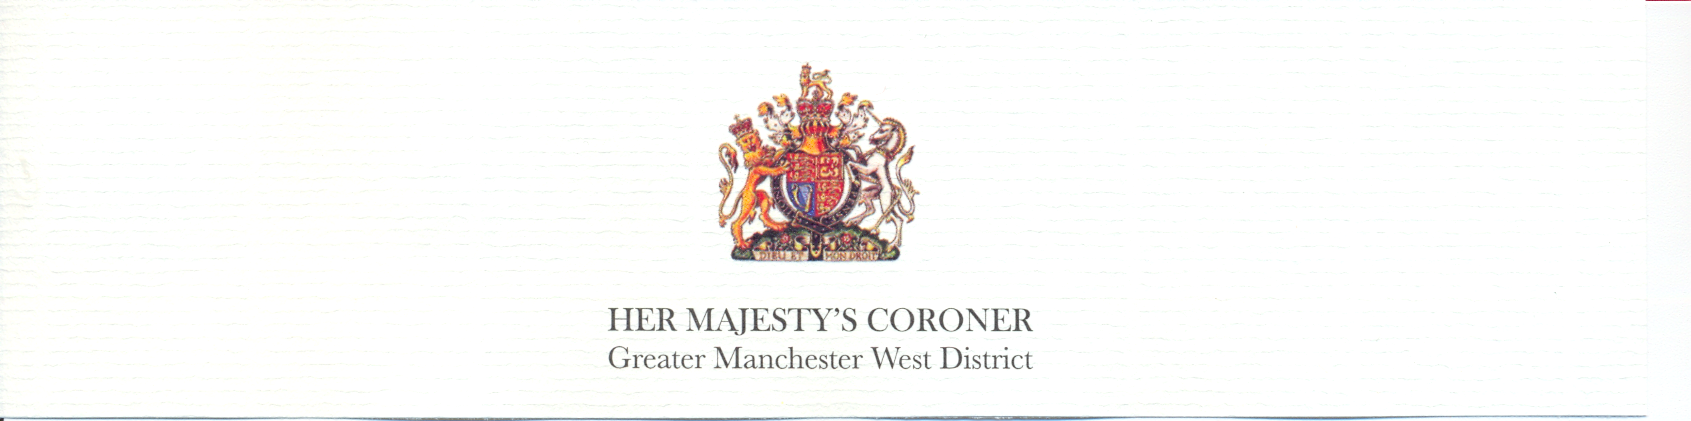 DIEU ET MON DROIT
HER MAJESTY'S CORONER
Greater Manchester West District